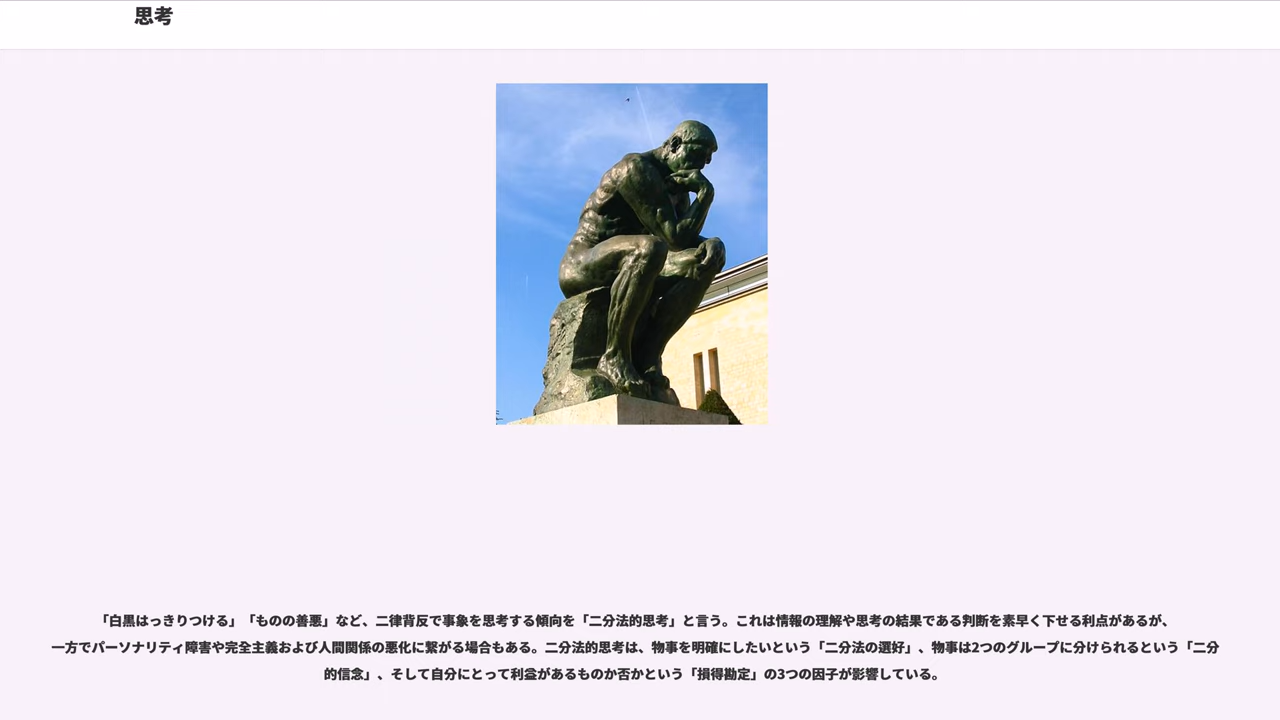 思考
「白黒はっきりつける」「ものの善悪」など、二律背反で事象を思考する傾向を「二分法的思考」と言う。これは情報の理解や思考の結果である判断を素早く下せる利点があるが、
一方でパーソナリティ障害や完全主義および人間関係の悪化に繋がる場合もある。二分法的思考は、物事を明確にしたいという「二分法の選好」、物事は2つのグループに分けられるという「二分
的信念」、そして自分にとって利益があるものか否かという「損得勘定」の3つの因子が影響している。